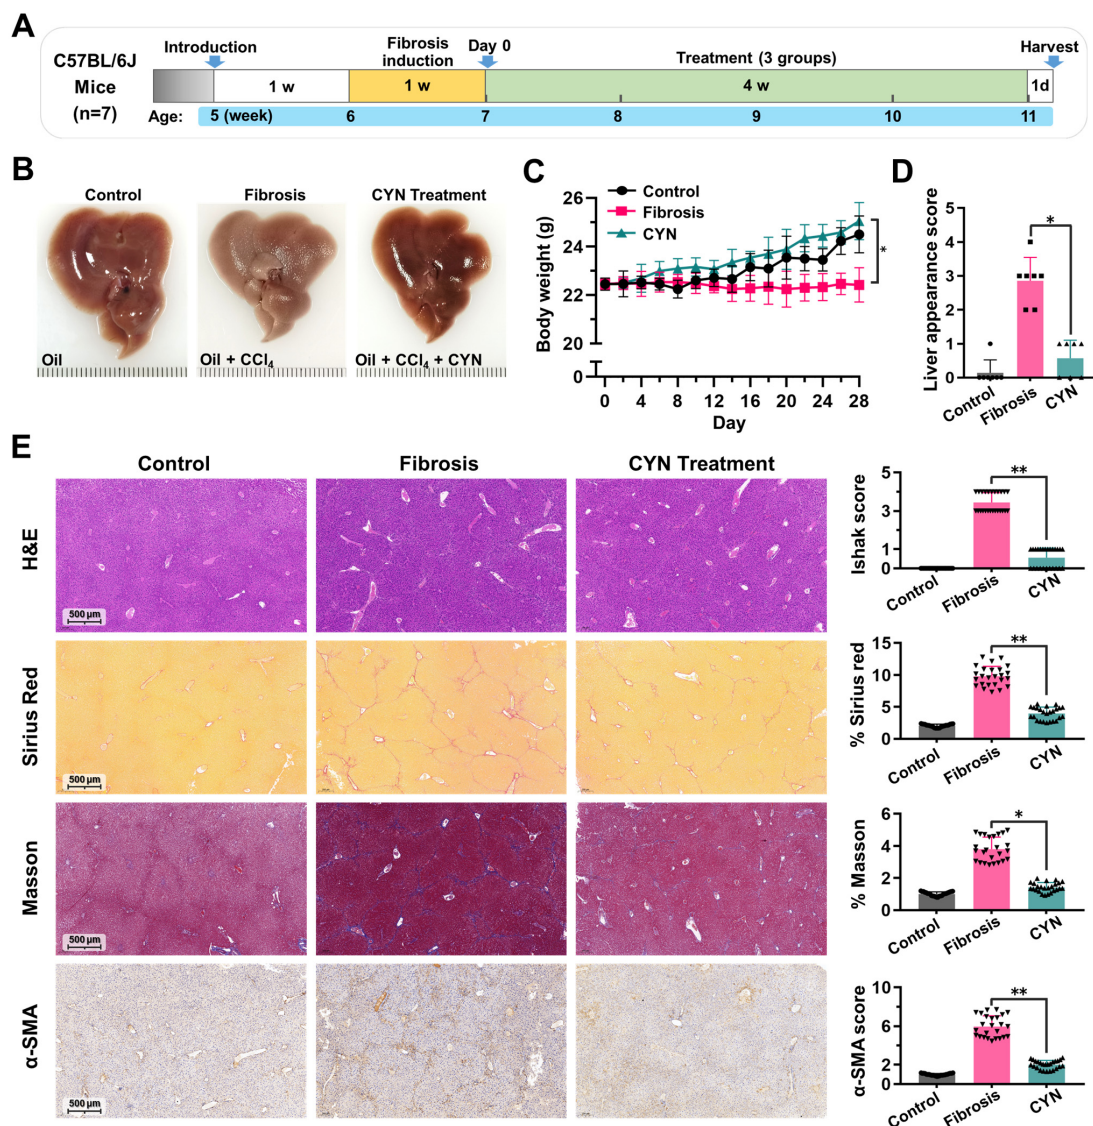 A
C57BL/6J
Mice
(n=7)
Introduction
Fibrosis
induction
Day 0
Treatment (3 groups)
Harvest
1 w
1 w
4 w
1d
Age:
5 (week)
6
7
8
9
10
11
B
Control
Fibrosis
CYN Treatment
Oil
Oil + CCl₄
Oil + CCl₄ + CYN
C
Control
Fibrosis
CYN
Body weight (g)
26
24
22
20
0
*
0 4 8 12 16 20 24 28
Day
D
Liver appearance score
5
4
3
2
1
0
*
Control
Fibrosis
CYN
E
Control
Fibrosis
CYN Treatment
H&E
500 μm
Ishak score
5
3
1
0
**
Control
Fibrosis
CYN
Sirius Red
500 μm
% Sirius red
15
10
5
0
**
Control
Fibrosis
CYN
Masson
500 μm
% Masson
6
4
2
0
*
Control
Fibrosis
CYN
α-SMA
500 μm
α-SMA score
10
6
2
0
**
Control
Fibrosis
CYN